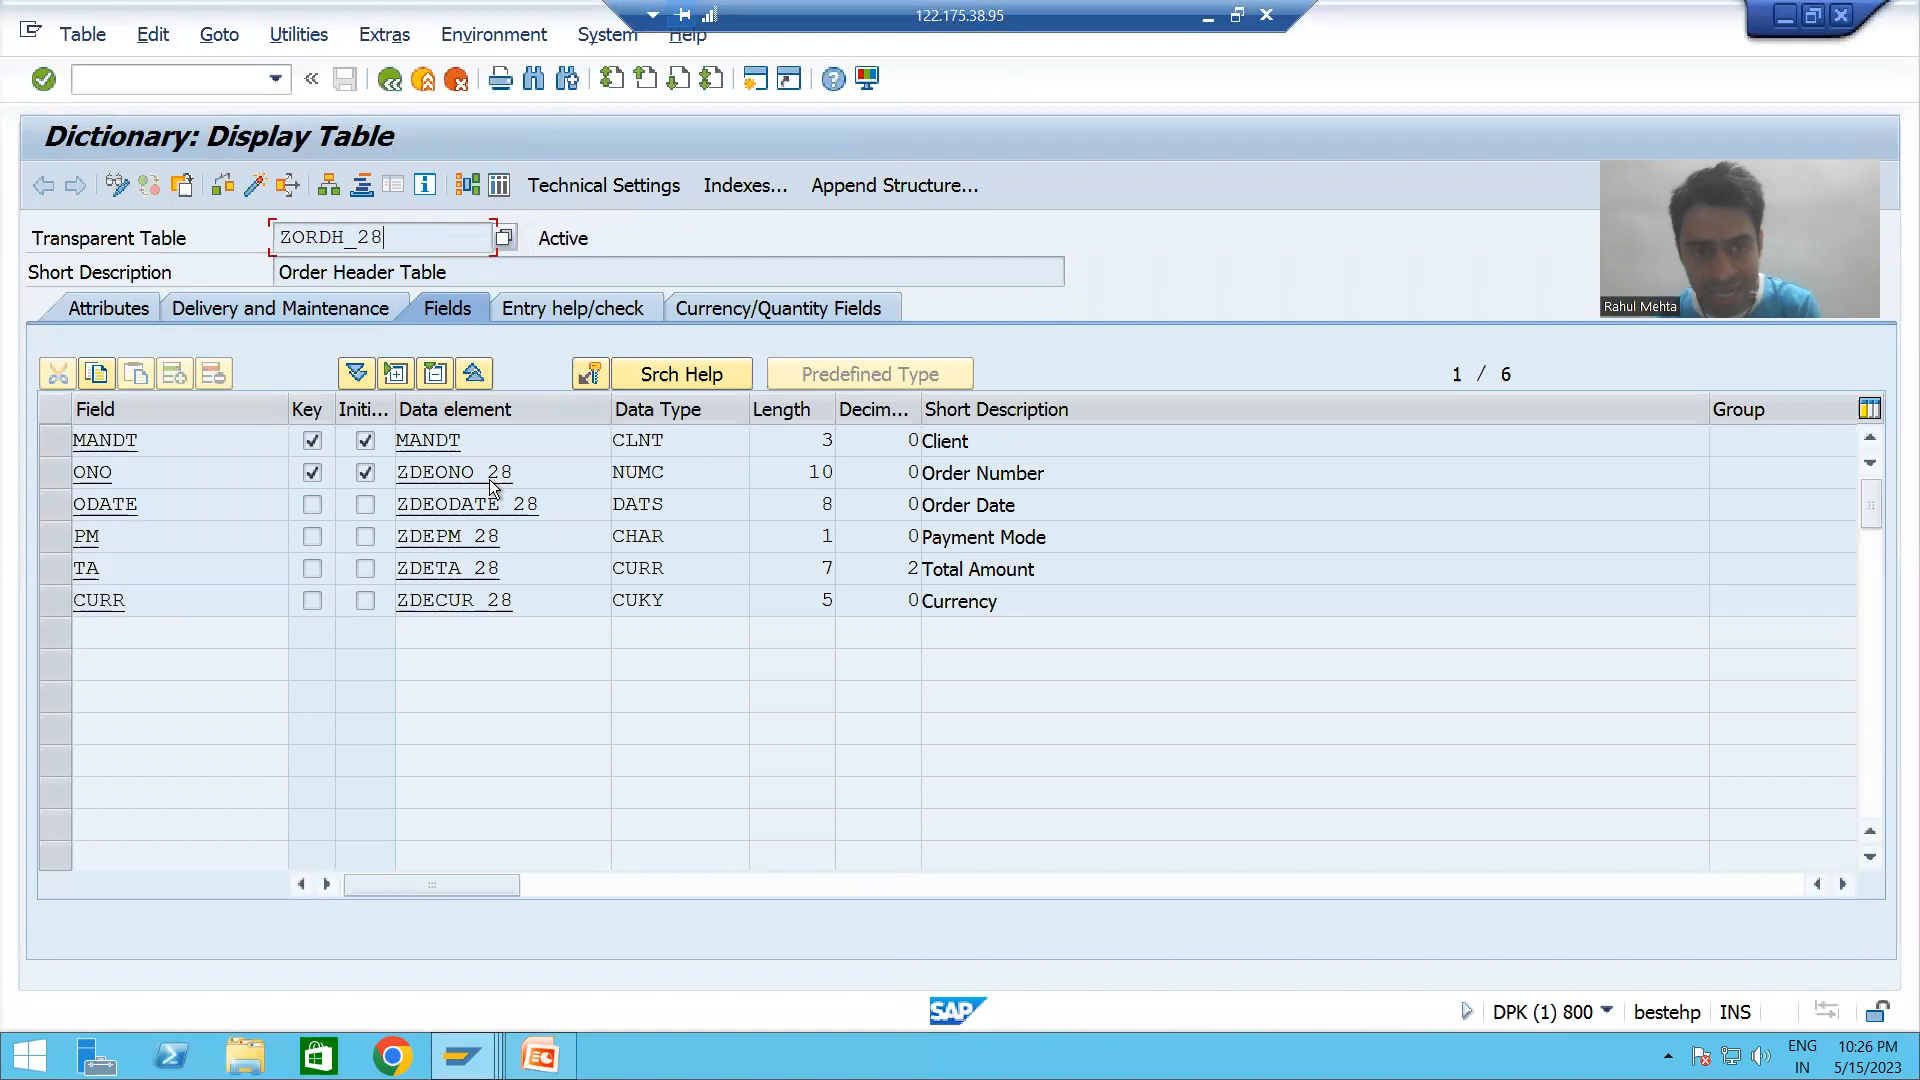 122.175.38.95
Table Edit Goto Utilities Extras Environment System Help
Dictionary: Display Table
Technical Settings Indexes... Append Structure...
Transparent Table ZORDH_28 Active
Short Description Order Header Table
Rahul Mehta
Attributes Delivery and Maintenance Fields Entry help/check Currency/Quantity Fields
Srch Help Predefined Type 1 / 6
Field Key Initi... Data element Data Type Length Decim... Short Description Group
MANDT MANDT CLNT 3 0 Client
ONO ZDEONO_28 NUMC 10 0 Order Number
ODATE ZDEODATE_28 DATS 8 0 Order Date
PM ZDEPM_28 CHAR 1 0 Payment Mode
TA ZDETA_28 CURR 7 2 Total Amount
CURR ZDECUR_28 CUKY 5 0 Currency
SAP DPK (1) 800 bestehp INS
ENG 10:26 PM
IN 5/15/2023